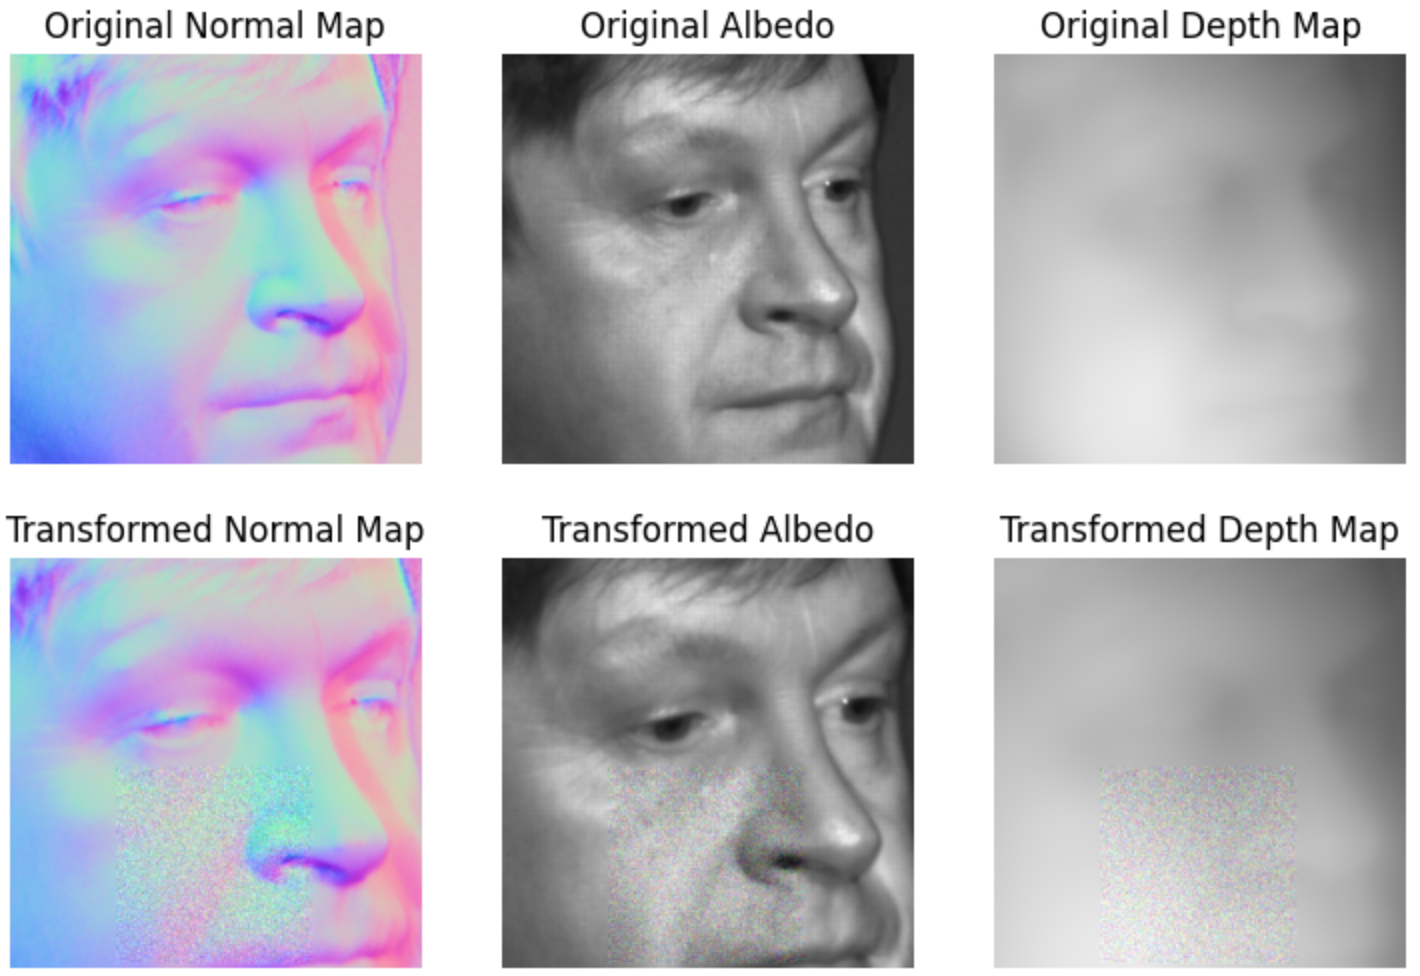 Original Normal Map
Original Albedo
Original Depth Map
Transformed Normal Map
Transformed Albedo
Transformed Depth Map